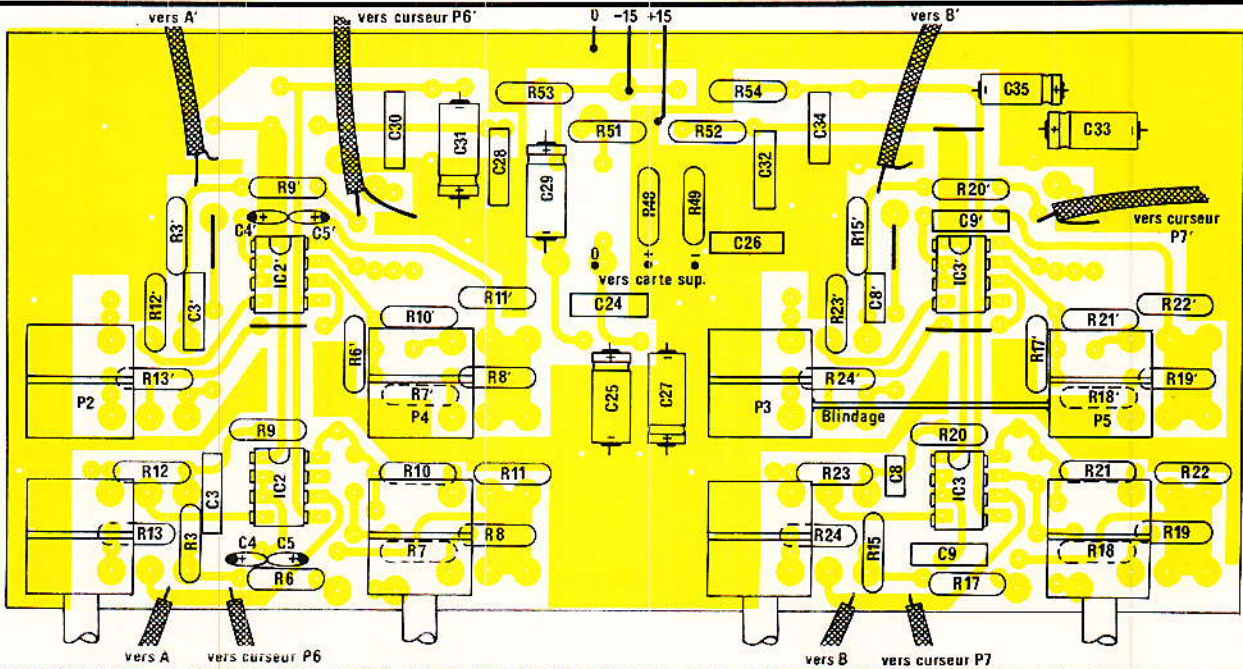 vers A'
vers curseur P6'
0 -15 +15
vers B'
R53
R54
C35
C30
C31
C28
R51
R52
C34
C33
C29
C32
R9'
R48
R49
R20'
R3'
C4'
C5'
R15'
C9'
vers curseur
P7'
C26
IC2'
0
+
-
vers carte sup.
IC3'
R12'
C3'
R11'
C24
R23'
C8'
R22'
R10'
R21'
R6'
R17'
R13'
R8'
R24'
R19'
P2
R7'
P4
C25
C27
P3
Blindage
R18'
P5
R9
R20
R12
R10
R11
R23
C8
R21
R22
C3
IC2
IC3
R13
R3
R8
R24
R15
R19
C4
C5
R7
C9
R18
R6
R17
vers A
vers curseur P6
vers B
vers curseur P7